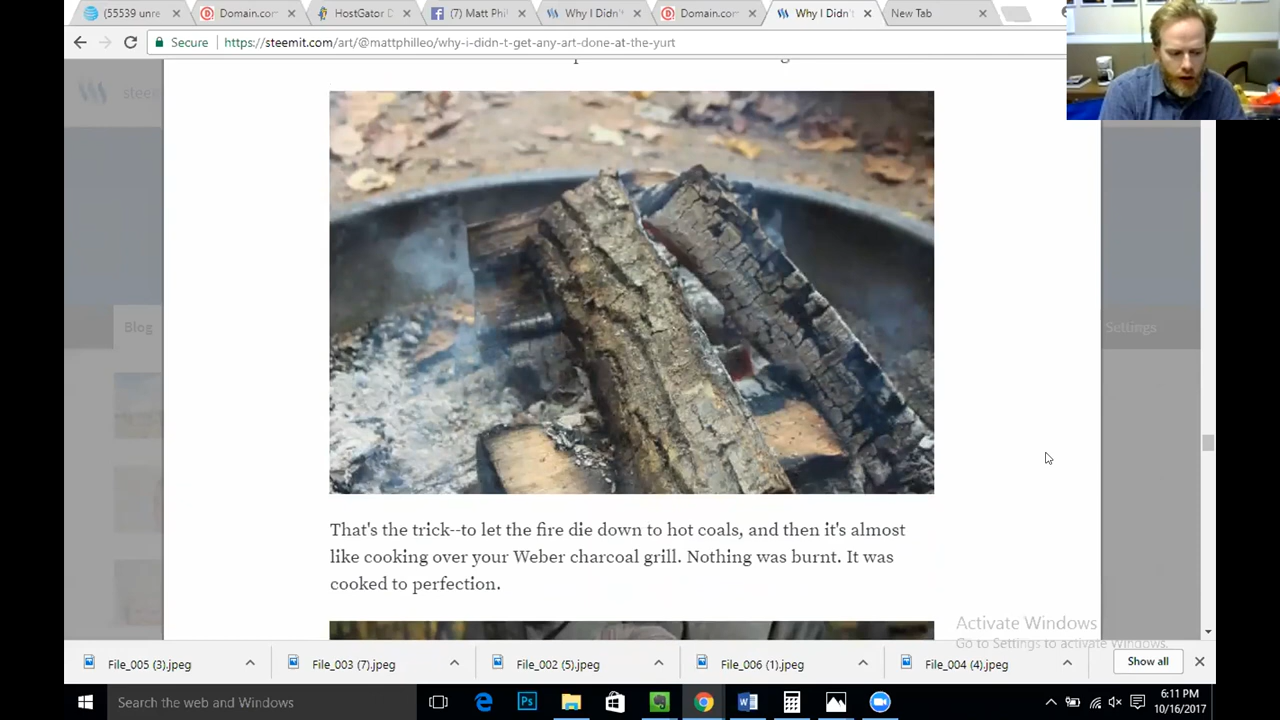 (55539 unre
Domain.com
HostGator
(7) Matt Phil
Why I Didn'
Domain.com
Why I Didn'
New Tab
Secure
https://steemit.com/art/@mattphilleo/why-i-didn-t-get-any-art-done-at-the-yurt
stee
Blog
Settings
That's the trick--to let the fire die down to hot coals, and then it's almost
like cooking over your Weber charcoal grill. Nothing was burnt. It was
cooked to perfection.
Activate Windows
Go to Settings to activate Windows.
File_005 (3).jpeg
File_003 (7).jpeg
File_002 (5).jpeg
File_006 (1).jpeg
File_004 (4).jpeg
Show all
Search the web and Windows
6:11 PM
10/16/2017